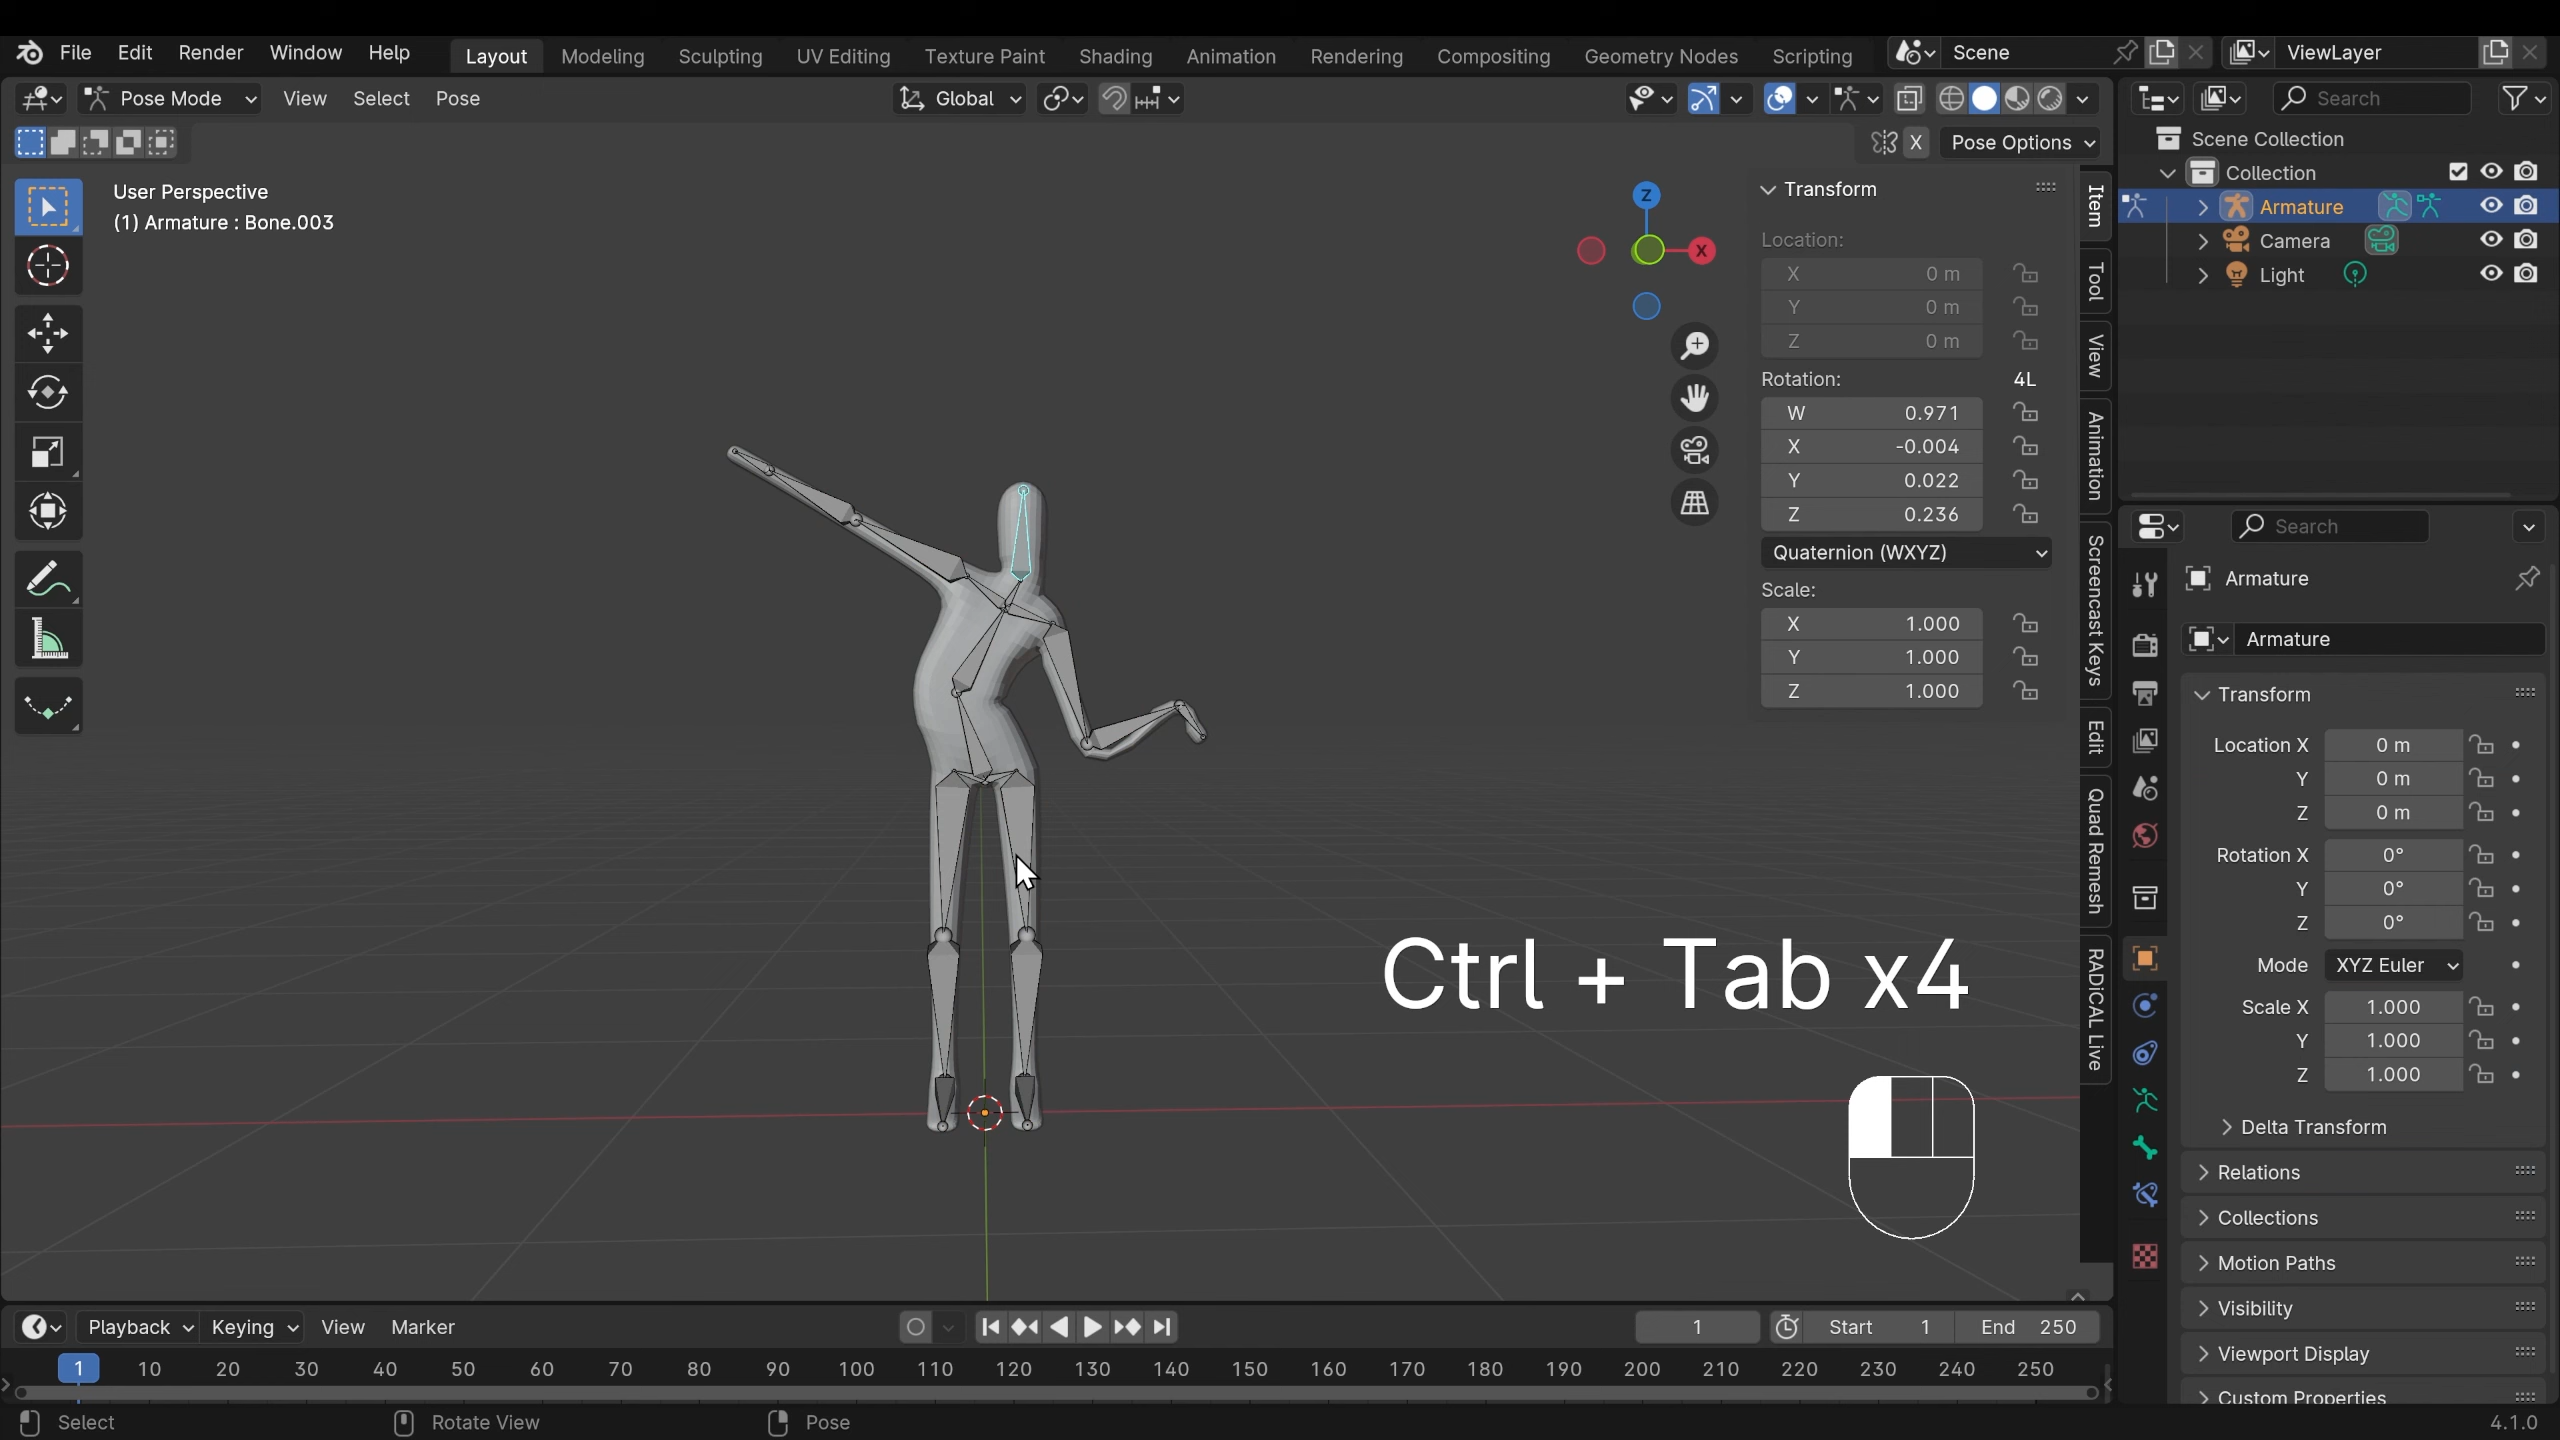 File Edit Render Window Help Layout Modeling Sculpting UV Editing Texture Paint Shading Animation Rendering Compositing Geometry Nodes Scripting Scene ViewLayer
Pose Mode View Select Pose Global Search
X Pose Options
User Perspective
(1) Armature : Bone.003
Z
X
Transform
Location:
X 0 m
Y 0 m
Z 0 m
Rotation: 4L
W 0.971
X -0.004
Y 0.022
Z 0.236
Quaternion (WXYZ)
Scale:
X 1.000
Y 1.000
Z 1.000
Item
Tool
View
Animation
Screencast Keys
Edit
Quad Remesh
RADiCAL Live
Scene Collection
Collection
Armature
Camera
Light
Search
Armature
Armature
Transform
Location X 0 m
Y 0 m
Z 0 m
Rotation X 0°
Y 0°
Z 0°
Mode XYZ Euler
Scale X 1.000
Y 1.000
Z 1.000
Delta Transform
Relations
Collections
Motion Paths
Visibility
Viewport Display
Custom Properties
Ctrl + Tab x4
Playback Keying View Marker 1 Start 1 End 250
1 10 20 30 40 50 60 70 80 90 100 110 120 130 140 150 160 170 180 190 200 210 220 230 240 250
Select Rotate View Pose 4.1.0